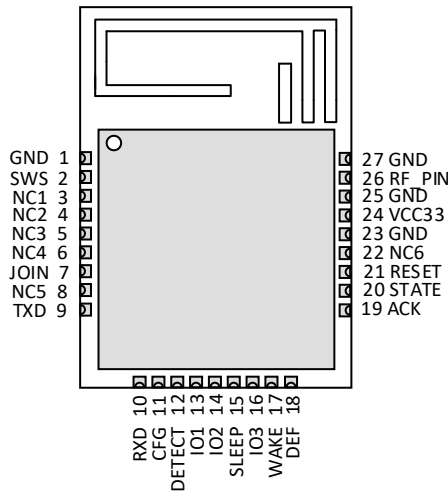 GND 1
SWS 2
NC1 3
NC2 4
NC3 5
NC4 6
JOIN 7
NC5 8
TXD 9
RXD 10
CFG 11
DETECT 12
IO1 13
IO2 14
SLEEP 15
IO3 16
WAKE 17
DEF 18
27 GND
26 RF_PIN
25 GND
24 VCC33
23 GND
22 NC6
21 RESET
20 STATE
19 ACK